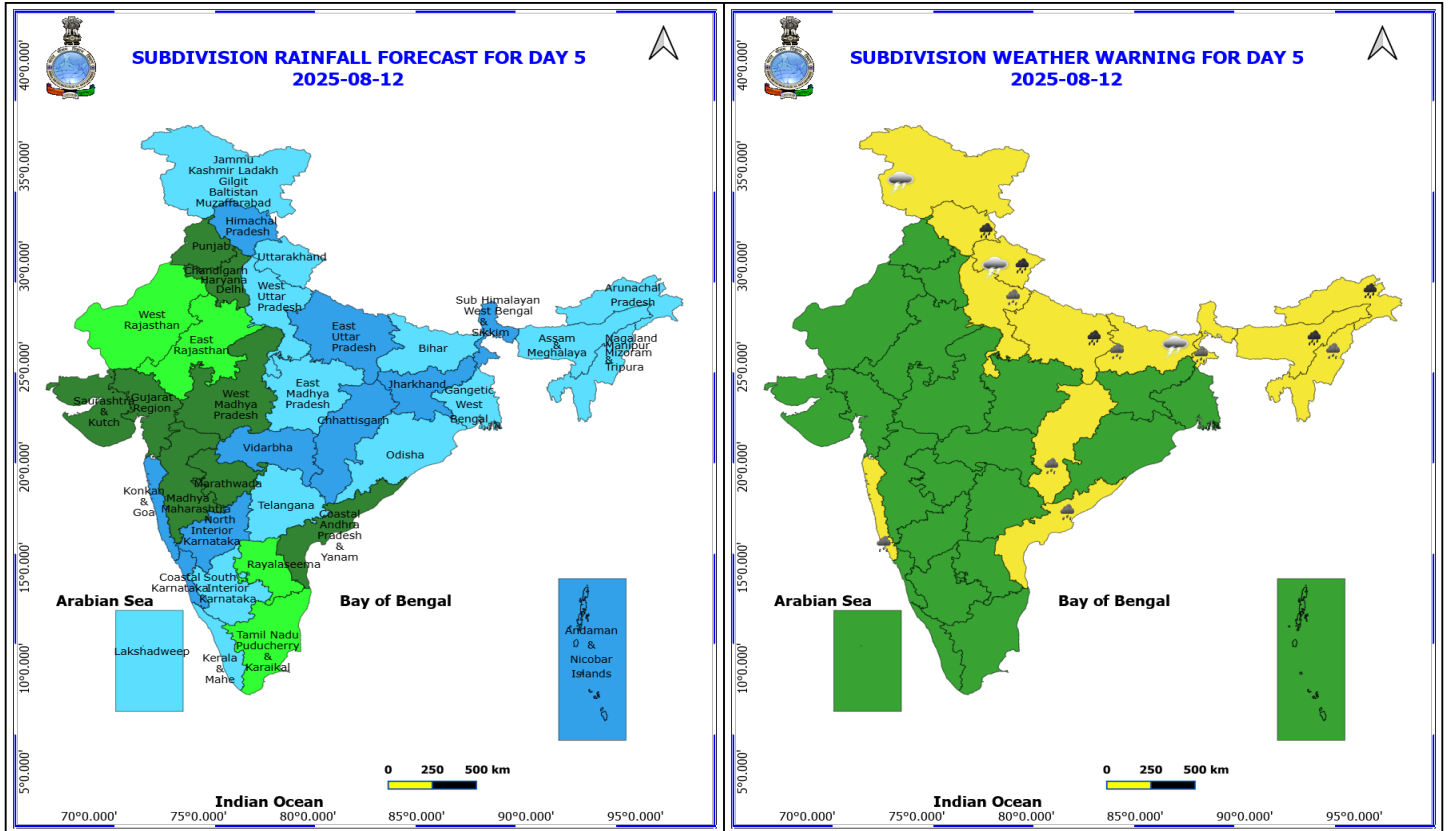 SUBDIVISION RAINFALL FORECAST FOR DAY 5
2025-08-12
40°0.000'
35°0.000'
30°0.000'
25°0.000'
20°0.000'
15°0.000'
10°0.000'
5°0.000'
Jammu
Kashmir Ladakh
Gilgit
Baltistan
Muzaffarabad
Himachal
Pradesh
Punjab
Uttarakhand
Chandigarh
Haryana
Delhi
West
Uttar
Pradesh
West
Rajasthan
East
Rajasthan
East
Uttar
Pradesh
Bihar
Sub Himalayan
West Bengal
&
Sikkim
Arunachal
Pradesh
Assam
&
Meghalaya
Nagaland
Manipur
Mizoram
&
Tripura
Saurashtra
&
Kutch
Gujarat
Region
West
Madhya
Pradesh
East
Madhya
Pradesh
Jharkhand
Gangetic
West
Bengal
Chhattisgarh
Odisha
Vidarbha
Konkan
&
Goa
Madhya
Maharashtra
Marathwada
Telangana
North
Interior
Karnataka
Coastal
Andhra
Pradesh
&
Yanam
Rayalaseema
Coastal
Karnataka
South
Interior
Karnataka
Tamil Nadu
Puducherry
&
Karaikal
Kerala
&
Mahe
Lakshadweep
Andaman
&
Nicobar
Islands
Arabian Sea
Bay of Bengal
0 250 500 km
Indian Ocean
70°0.000' 75°0.000' 80°0.000' 85°0.000' 90°0.000' 95°0.000'
SUBDIVISION WEATHER WARNING FOR DAY 5
2025-08-12
40°0.000'
35°0.000'
30°0.000'
25°0.000'
20°0.000'
15°0.000'
10°0.000'
5°0.000'
Arabian Sea
Bay of Bengal
0 250 500 km
Indian Ocean
70°0.000' 75°0.000' 80°0.000' 85°0.000' 90°0.000' 95°0.000'